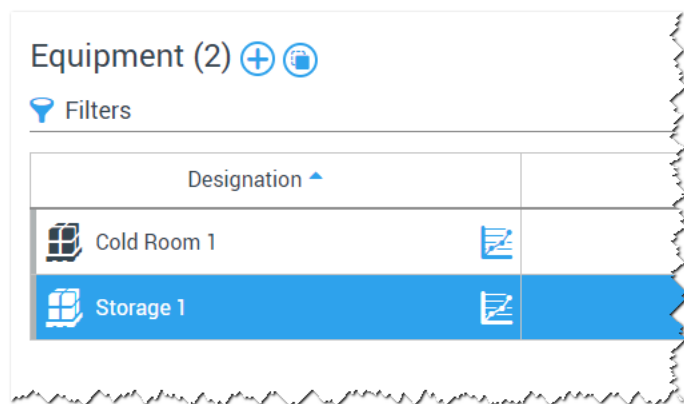 Equipment (2)
Filters
Designation
Cold Room 1
Storage 1